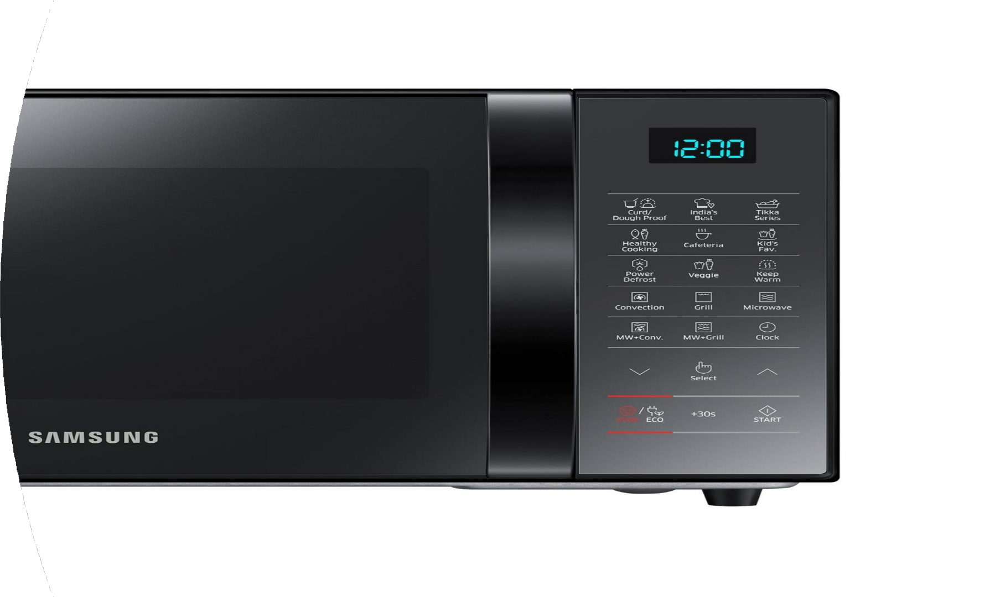 12:00
Curd/
Dough Proof
India's
Best
Tikka
Series
Healthy
Cooking
Cafeteria
Kid's
Fav.
Power
Defrost
Veggie
Keep
Warm
Convection
Grill
Microwave
MW+Conv.
MW+Grill
Clock
Select
STOP
/
ECO
+30s
START
SAMSUNG